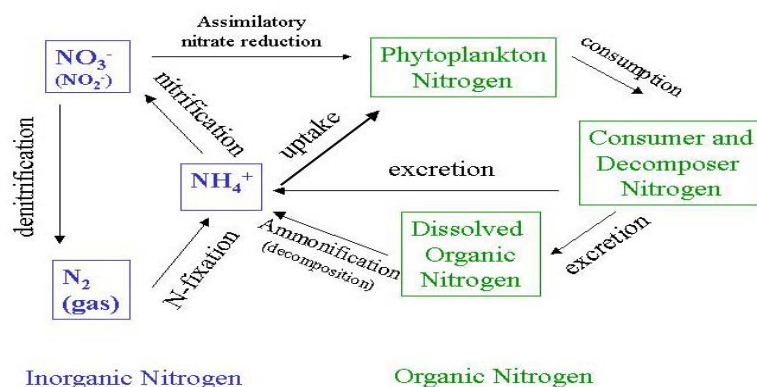 Assimilatory
nitrate reduction
NO₃⁻
(NO₂⁻)
Phytoplankton
Nitrogen
consumption
nitrification
uptake
denitrification
NH₄⁺
excretion
Consumer and
Decomposer
Nitrogen
Dissolved
Organic
Nitrogen
excretion
Ammonification
(decomposition)
N-fixation
N₂
(gas)
Inorganic Nitrogen
Organic Nitrogen